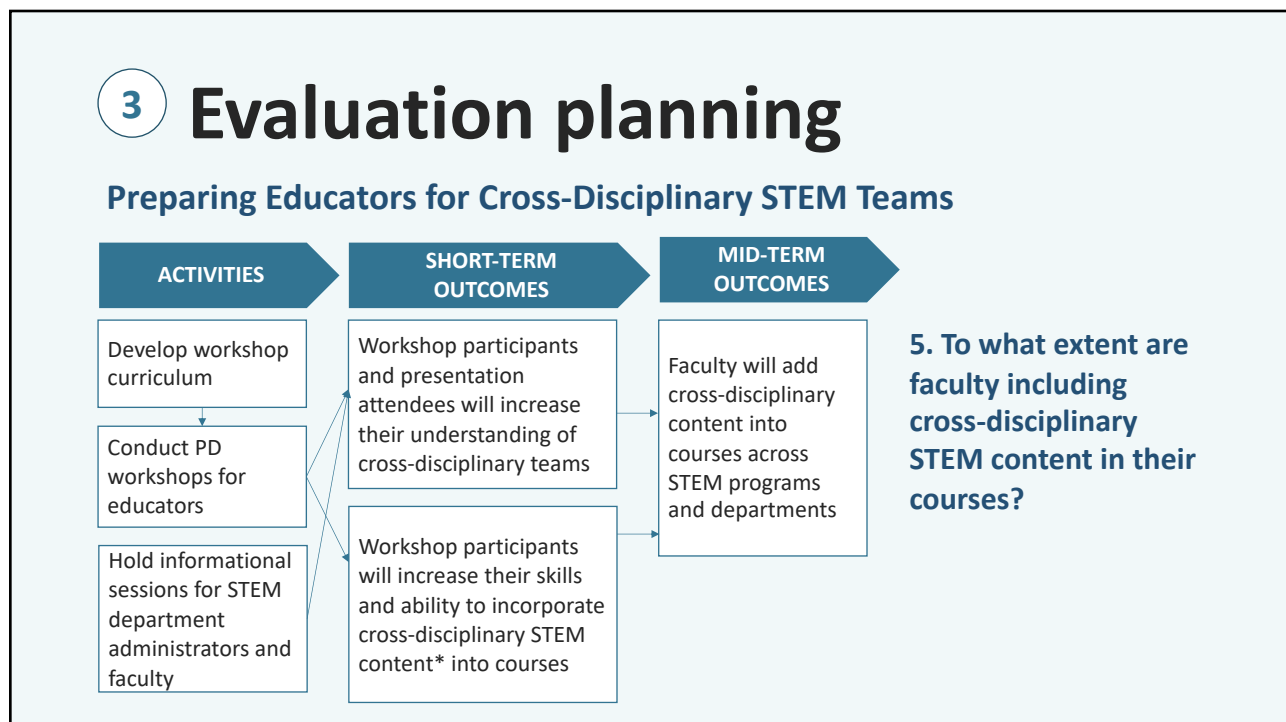 3 Evaluation planning
Preparing Educators for Cross-Disciplinary STEM Teams
ACTIVITIES
Develop workshop
curriculum
Conduct PD
workshops for
educators
Hold informational
sessions for STEM
department
administrators and
faculty
SHORT-TERM
OUTCOMES
Workshop participants
and presentation
attendees will increase
their understanding of
cross-disciplinary teams
Workshop participants
will increase their skills
and ability to incorporate
cross-disciplinary STEM
content* into courses
MID-TERM
OUTCOMES
Faculty will add
cross-disciplinary
content into
courses across
STEM programs
and departments
5. To what extent are
faculty including
cross-disciplinary
STEM content in their
courses?